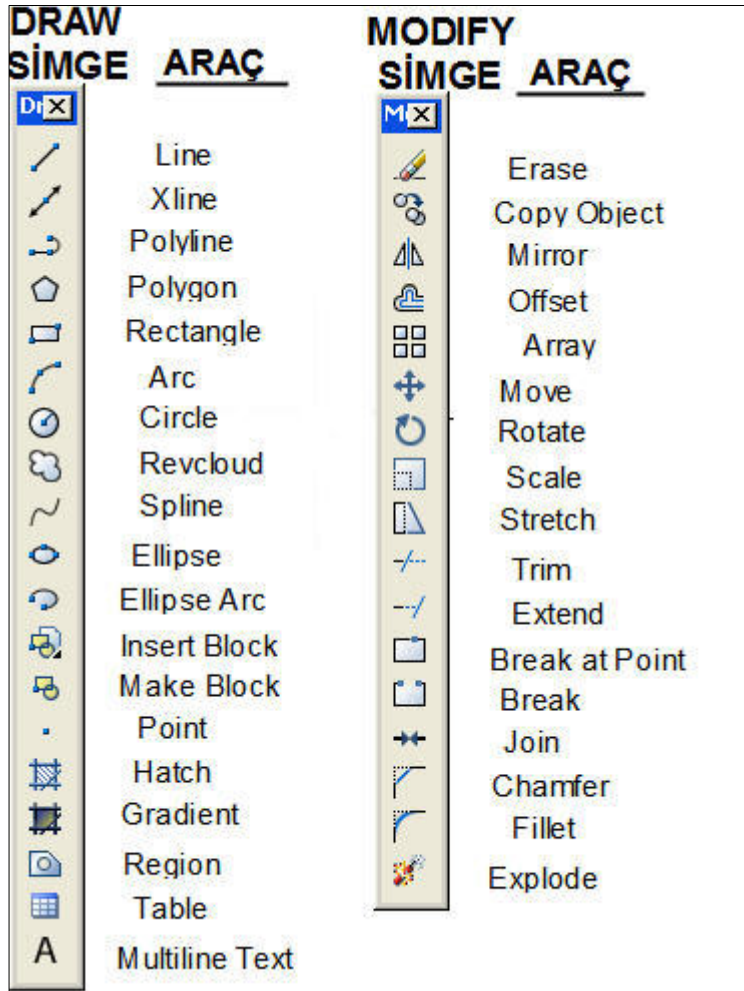 DRAW
SİMGE ARAÇ
Dr
Line
Xline
Polyline
Polygon
Rectangle
Arc
Circle
Revcloud
Spline
Ellipse
Ellipse Arc
Insert Block
Make Block
Point
Hatch
Gradient
Region
Table
A
Multiline Text
MODIFY
SİMGE ARAÇ
M
Erase
Copy Object
Mirror
Offset
Array
Move
Rotate
Scale
Stretch
Trim
Extend
Break at Point
Break
Join
Chamfer
Fillet
Explode